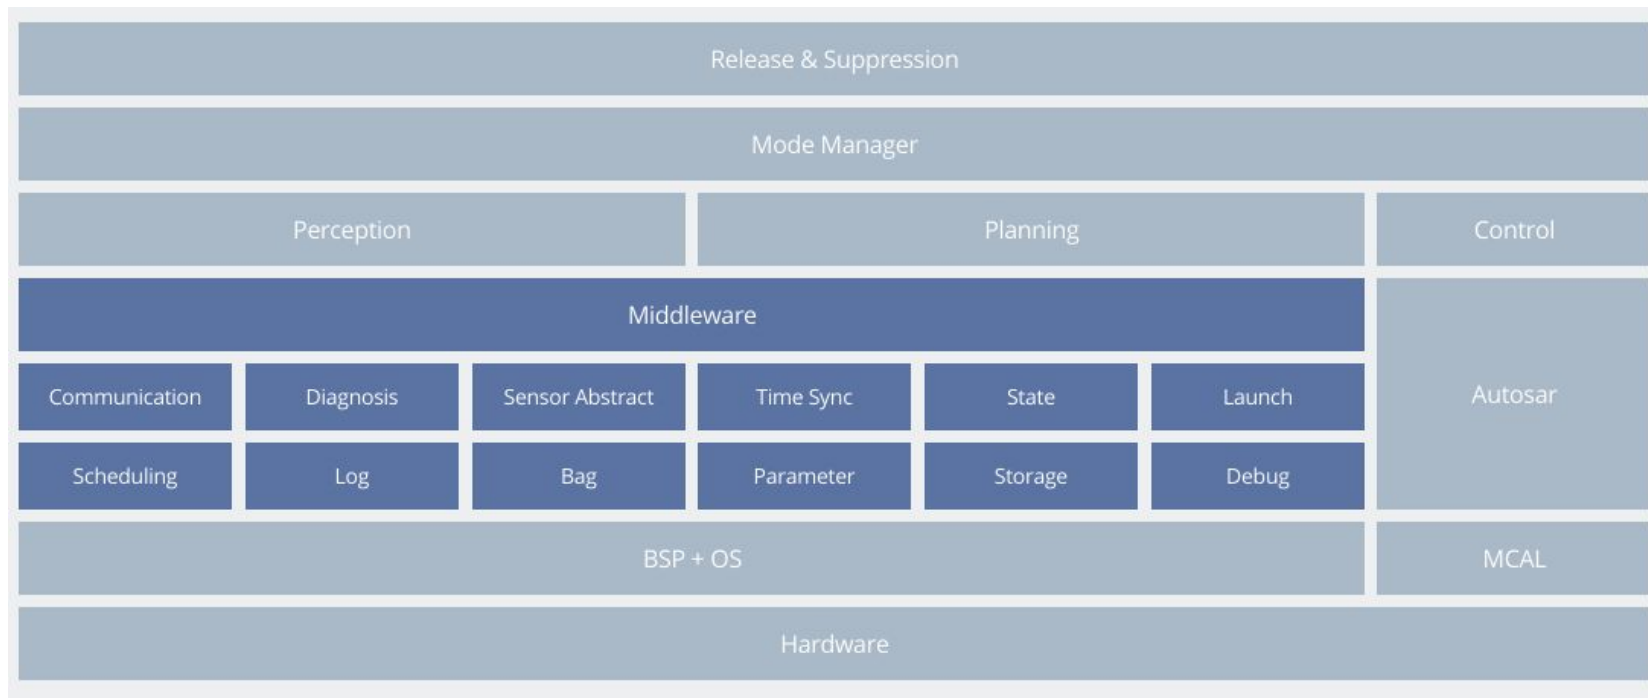 Release & Suppression
Mode Manager
Perception
Planning
Control
Middleware
Autosar
Communication
Diagnosis
Sensor Abstract
Time Sync
State
Launch
Scheduling
Log
Bag
Parameter
Storage
Debug
BSP + OS
MCAL
Hardware